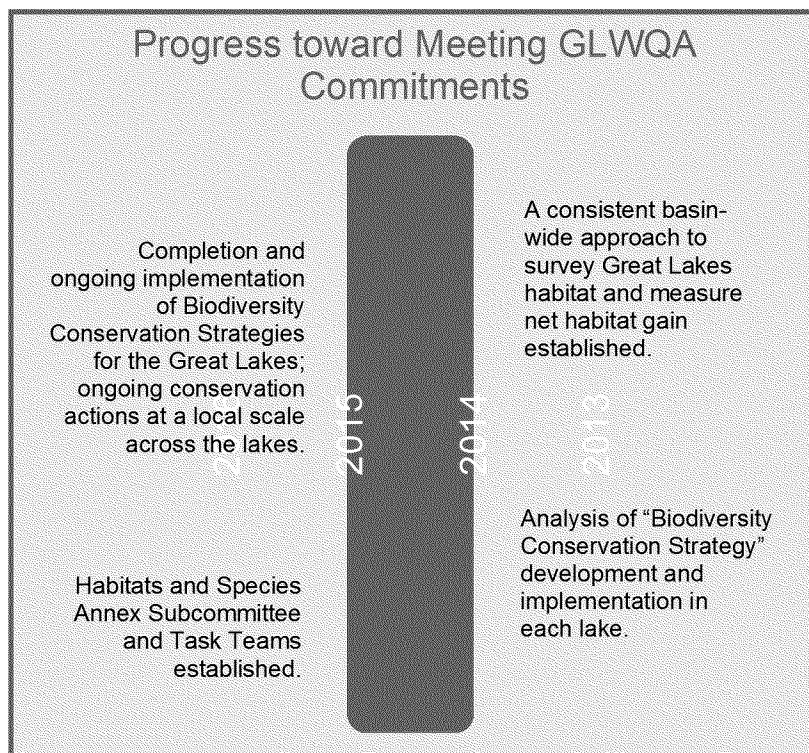 Progress toward Meeting GLWQA
Commitments
Completion and
ongoing implementation
of Biodiversity
Conservation Strategies
for the Great Lakes;
ongoing conservation
actions at a local scale
across the lakes.
A consistent basin-
wide approach to
survey Great Lakes
habitat and measure
net habitat gain
established.
2015
2014
2013
Habitats and Species
Annex Subcommittee
and Task Teams
established.
Analysis of “Biodiversity
Conservation Strategy”
development and
implementation in
each lake.